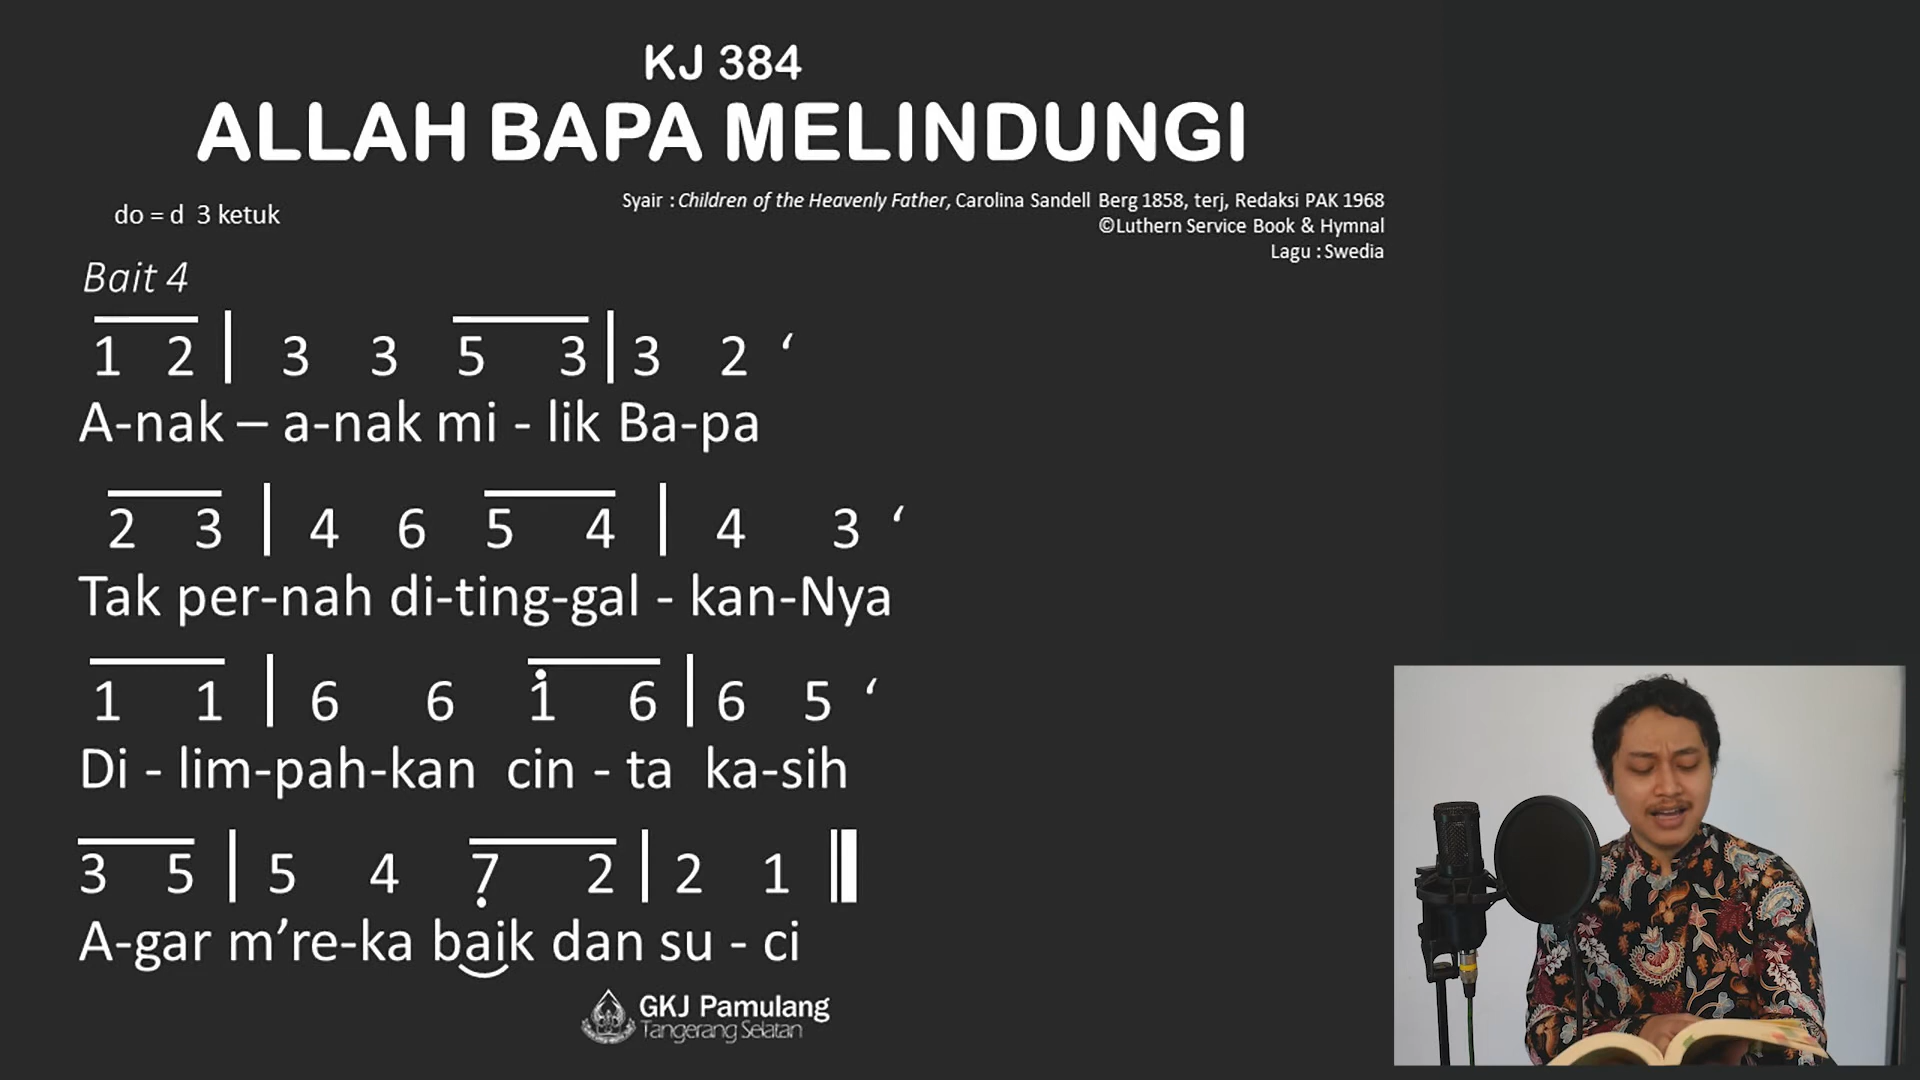 KJ 384
ALLAH BAPA MELINDUNGI
Syair : Children of the Heavenly Father, Carolina Sandell Berg 1858, terj, Redaksi PAK 1968
©Luthern Service Book & Hymnal
Lagu : Swedia
do = d 3 ketuk
Bait 4
1 2 | 3 3 5 3 | 3 2 ‘
A-nak – a-nak mi - lik Ba-pa
2 3 | 4 6 5 4 | 4 3 ‘
Tak per-nah di-ting-gal - kan-Nya
1 1 | 6 6 1̇ 6 | 6 5 ‘
Di - lim-pah-kan cin - ta ka-sih
3 5 | 5 4 7̣ 2 | 2 1 ‖
A-gar m’re-ka baik dan su - ci
GKJ Pamulang
Tangerang Selatan